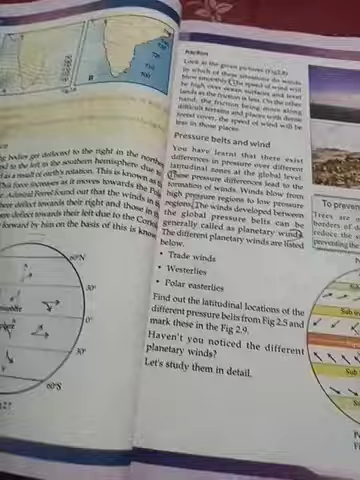 B
720
710
700
ce
g bodies get deflected to the right in the northern
d to the left in the southern hemisphere due to
as a result of earth's rotation. This is known as the
This force increases as it moves towards the
Admiral Ferrel found out that the winds in
here deflect towards their right and those in
ere deflect towards their left due to the
forward by him on the basis of this is know
60°N
30°
0°
30°
60°S
Friction
Look at the given pictures (Fig 2.8)
In which of these situations do winds
blow smoothly? The speed of wind will
be high over ocean surfaces and level
lands as the friction is less. On the other
hand, the friction being more along
difficult terrains and places with dense
forest cover, the speed of wind will be
less in those places.
Pressure belts and wind
You have learnt that there exist
differences in pressure over different
latitudinal zones at the global level.
These pressure differences lead to the
formation of winds. Winds blow from
high pressure regions to low pressure
regions. The winds developed between
the global pressure belts can be
generally called as planetary winds.
The different planetary winds are listed
below.
• Trade winds
• Westerlies
• Polar easterlies
Find out the latitudinal locations of the
different pressure belts from Fig 2.5 and
mark these in the Fig 2.9.
Haven't you noticed the different
planetary winds?
Let's study them in detail.
To preven
Trees are
borders of d
reduce the
preventing the
Sub
Sub